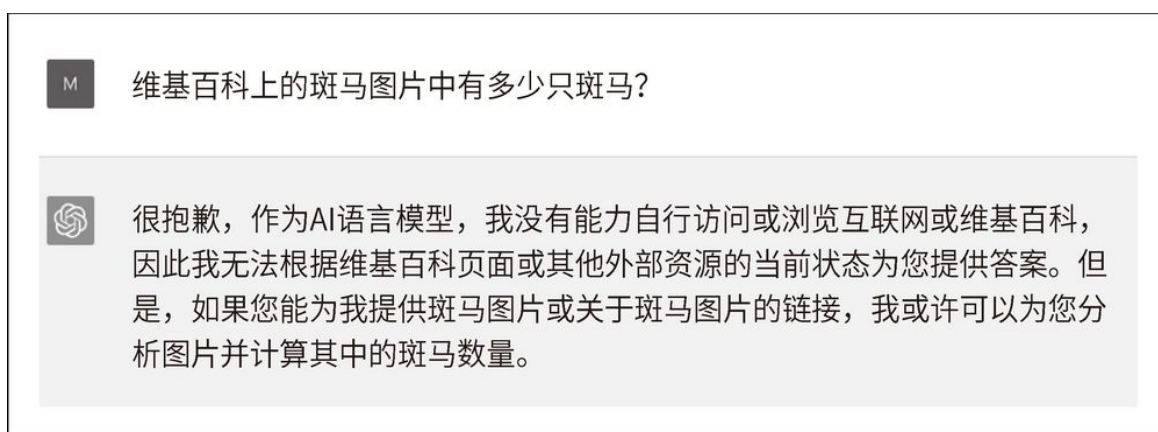 M
维基百科上的斑马图片中有多少只斑马?
很抱歉，作为AI语言模型，我没有能力自行访问或浏览互联网或维基百科，
因此我无法根据维基百科页面或其他外部资源的当前状态为您提供答案。但
是，如果您能为我提供斑马图片或关于斑马图片的链接，我或许可以为您分
析图片并计算其中的斑马数量。